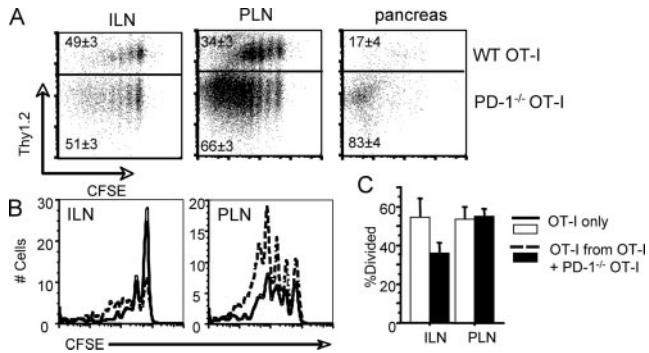 A
ILN
PLN
pancreas
49±3
34±3
17±4
WT OT-I
PD-1-/- OT-I
51±3
66±3
83±4
Thy1.2
CFSE
B
ILN
PLN
30
20
10
0
20
15
10
5
0
# Cells
CFSE
C
60
40
20
0
%Divided
ILN
PLN
OT-I only
OT-I from OT-I
+ PD-1-/- OT-I